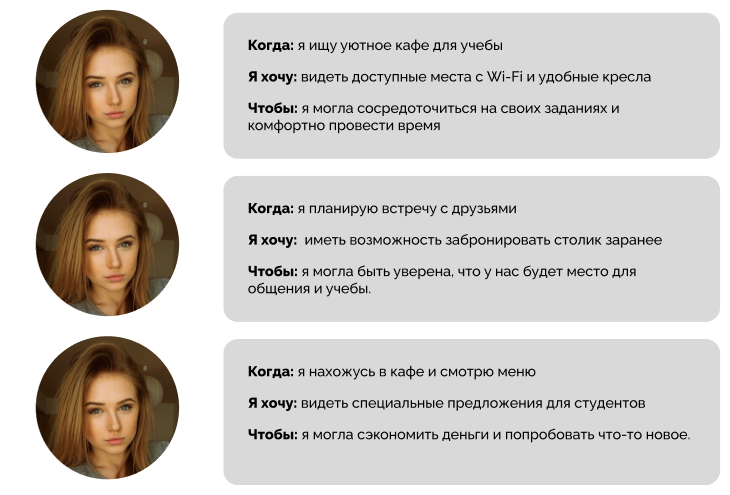 Когда: я ищу уютное кафе для учебы
Я хочу: видеть доступные места с Wi-Fi и удобные кресла
Чтобы: я могла сосредоточиться на своих заданиях и
комфортно провести время
Когда: я планирую встречу с друзьями
Я хочу: иметь возможность забронировать столик заранее
Чтобы: я могла быть уверена, что у нас будет место для
общения и учебы.
Когда: я нахожусь в кафе и смотрю меню
Я хочу: видеть специальные предложения для студентов
Чтобы: я могла сэкономить деньги и попробовать что-то новое.